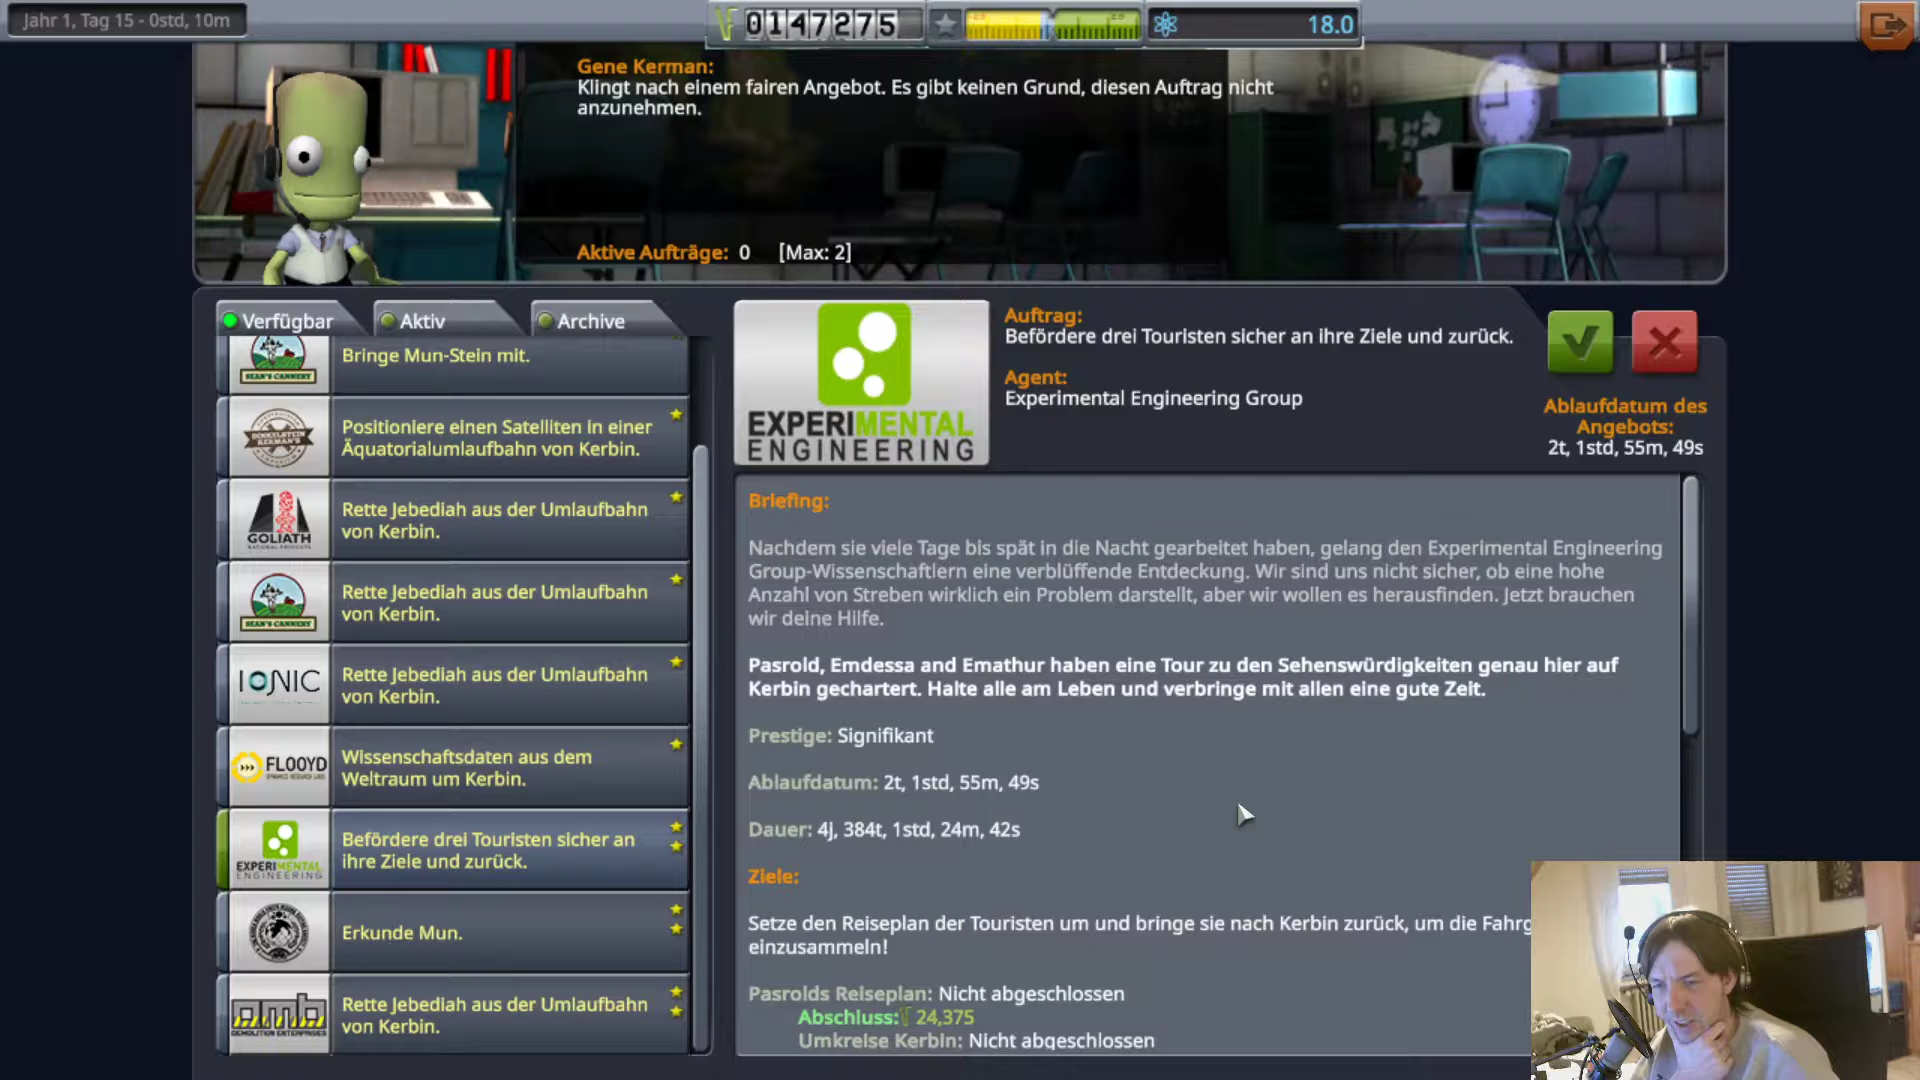 Jahr 1, Tag 15 - 0std, 10m
0147275
18.0
Gene Kerman:
Klingt nach einem fairen Angebot. Es gibt keinen Grund, diesen Auftrag nicht
anzunehmen.
Aktive Aufträge: 0 [Max: 2]
Verfügbar
Aktiv
Archive
SEAN'S CANNERY
Bringe Mun-Stein mit.
Positioniere einen Satelliten in einer
Äquatorialumlaufbahn von Kerbin.
GOLIATH
Rette Jebediah aus der Umlaufbahn
von Kerbin.
SEAN'S CANNERY
Rette Jebediah aus der Umlaufbahn
von Kerbin.
IONIC
Rette Jebediah aus der Umlaufbahn
von Kerbin.
FLOOYD
Wissenschaftsdaten aus dem
Weltraum um Kerbin.
EXPERIMENTAL
ENGINEERING
Befördere drei Touristen sicher an
ihre Ziele und zurück.
Erkunde Mun.
DEMOLITION ENTERPRISES
Rette Jebediah aus der Umlaufbahn
von Kerbin.
EXPERIMENTAL
ENGINEERING
Auftrag:
Befördere drei Touristen sicher an ihre Ziele und zurück.
Agent:
Experimental Engineering Group
Ablaufdatum des
Angebots:
2t, 1std, 55m, 49s
Briefing:
Nachdem sie viele Tage bis spät in die Nacht gearbeitet haben, gelang den Experimental Engineering
Group-Wissenschaftlern eine verblüffende Entdeckung. Wir sind uns nicht sicher, ob eine hohe
Anzahl von Streben wirklich ein Problem darstellt, aber wir wollen es herausfinden. Jetzt brauchen
wir deine Hilfe.
Pasrold, Emdessa and Emathur haben eine Tour zu den Sehenswürdigkeiten genau hier auf
Kerbin gechartert. Halte alle am Leben und verbringe mit allen eine gute Zeit.
Prestige: Signifikant
Ablaufdatum: 2t, 1std, 55m, 49s
Dauer: 4j, 384t, 1std, 24m, 42s
Ziele:
Setze den Reiseplan der Touristen um und bringe sie nach Kerbin zurück, um die Fahrg
einzusammeln!
Pasrolds Reiseplan: Nicht abgeschlossen
Abschluss: 24,375
Umkreise Kerbin: Nicht abgeschlossen